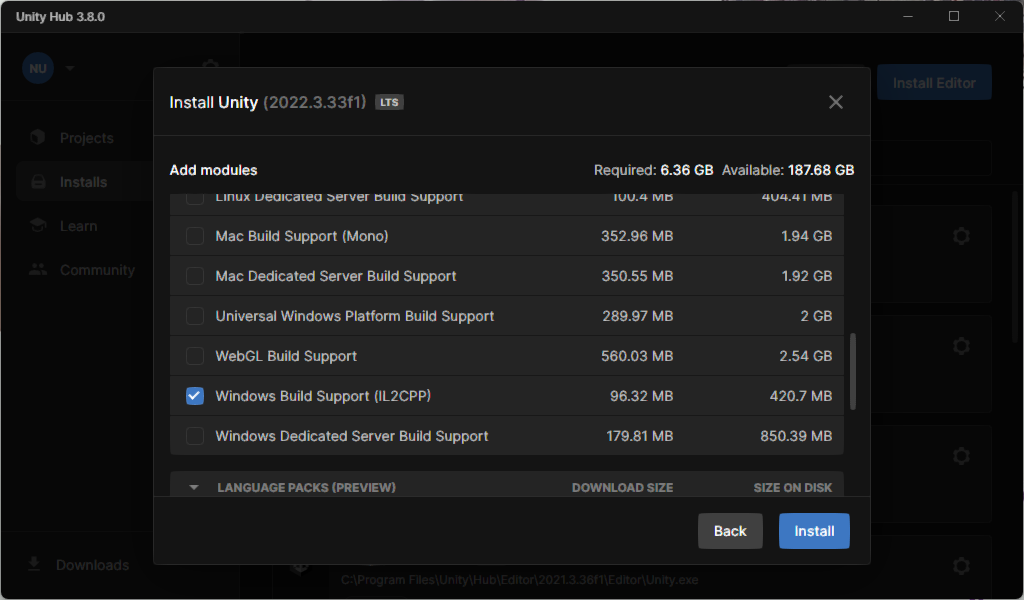 Unity Hub 3.8.0
NU
Install Editor
Install Unity (2022.3.33f1) LTS
Projects
Installs
Learn
Community
Add modules Required: 6.36 GB Available: 187.68 GB
Linux Dedicated Server Build Support 100.4 MB 404.41 MB
Mac Build Support (Mono) 352.96 MB 1.94 GB
Mac Dedicated Server Build Support 350.55 MB 1.92 GB
Universal Windows Platform Build Support 289.97 MB 2 GB
WebGL Build Support 560.03 MB 2.54 GB
Windows Build Support (IL2CPP) 96.32 MB 420.7 MB
Windows Dedicated Server Build Support 179.81 MB 850.39 MB
LANGUAGE PACKS (PREVIEW) DOWNLOAD SIZE SIZE ON DISK
Back Install
Downloads
C:\Program Files\Unity\Hub\Editor\2021.3.36f1\Editor\Unity.exe